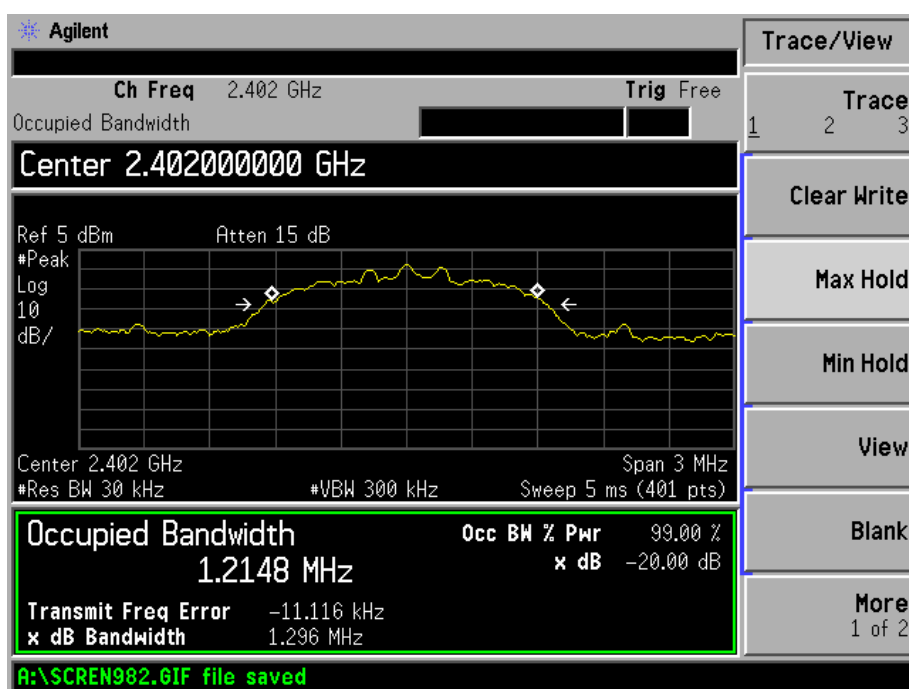 Agilent
Trace/View
Ch Freq 2.402 GHz Trig Free
Occupied Bandwidth
Trace
1 2 3
Center 2.402000000 GHz
Clear Write
Ref 5 dBm Atten 15 dB
#Peak
Log
10
dB/
Max Hold
Min Hold
View
Center 2.402 GHz Span 3 MHz
#Res BW 30 kHz #VBW 300 kHz Sweep 5 ms (401 pts)
Occupied Bandwidth Occ BW % Pwr 99.00 %
1.2148 MHz x dB -20.00 dB
Blank
Transmit Freq Error -11.116 kHz
x dB Bandwidth 1.296 MHz
More
1 of 2
A:\SCREN982.GIF file saved